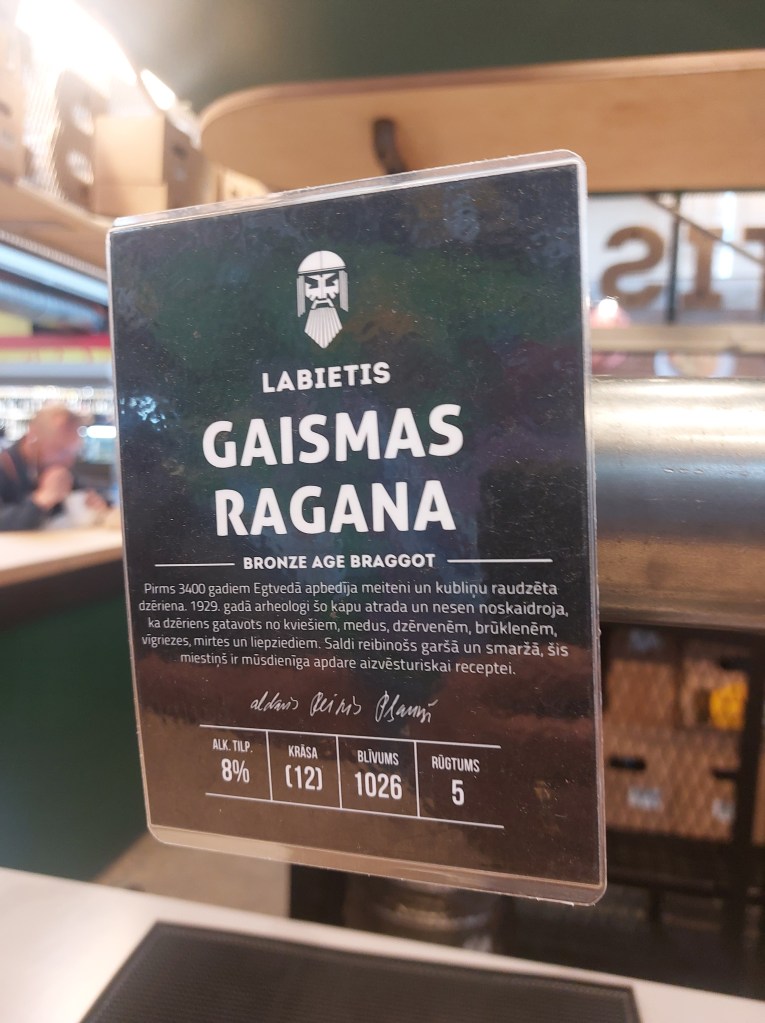 LABIETIS
GAISMAS
RAGANA
BRONZE AGE BRAGGOT
Pirms 3400 gadiem Egtvedā apbedīja meiteni un kubliņu raudzēta
dzēriena. 1929. gadā arheologi šo kapu atrada un nesen noskaidroja,
ka dzēriens gatavots no kviešiem, medus, dzērvenēm, brūklenēm,
vīgriezes, mirtes un liepziediem. Saldi reibinošs garšā un smaržā, šis
miestiņš ir mūsdienīga apdare aizvēsturiskai receptei.
ALK. TILP. KRĀSA BLĪVUMS RŪGTUMS
8% (12) 1026 5